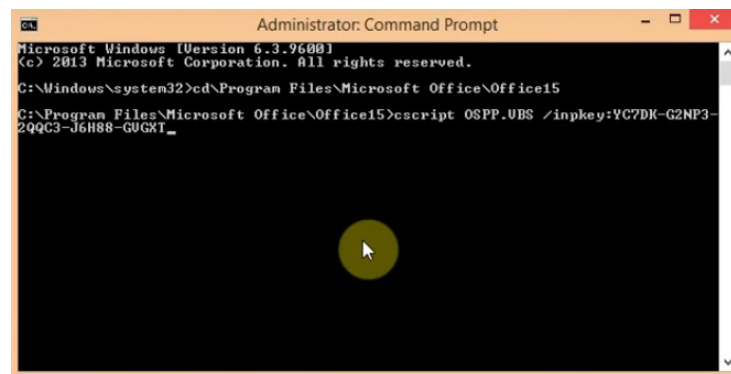 Administrator: Command Prompt
Microsoft Windows [Version 6.3.9600]
(c) 2013 Microsoft Corporation. All rights reserved.
C:\Windows\system32>cd\Program Files\Microsoft Office\Office15
C:\Program Files\Microsoft Office\Office15>cscript OSPP.VBS /inpkey:YC7DK-G2NP3-
2QQC3-J6H88-GVGXT_